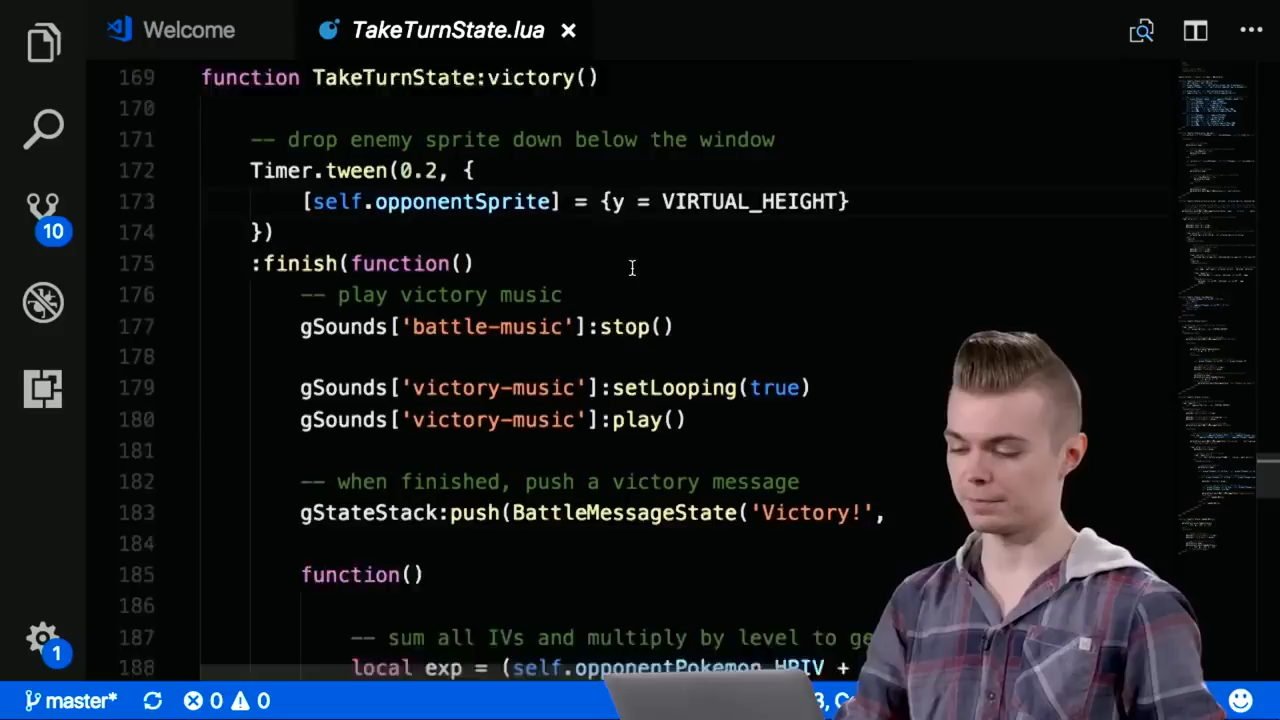 Welcome
TakeTurnState.lua
169 function TakeTurnState:victory()
170
171 -- drop enemy sprite down below the window
172 Timer.tween(0.2, {
173 [self.opponentSprite] = {y = VIRTUAL_HEIGHT}
174 })
175 :finish(function()
176 -- play victory music
177 gSounds['battle-music']:stop()
178
179 gSounds['victory-music']:setLooping(true)
180 gSounds['victory-music']:play()
181
182 -- when finished, push a victory message
183 gStateStack:push(BattleMessageState('Victory!',
184
185 function()
186
187 -- sum all IVs and multiply by level to
188 local exp = (self.opponentPokemon.HPIV +
10
1
master*
0 0